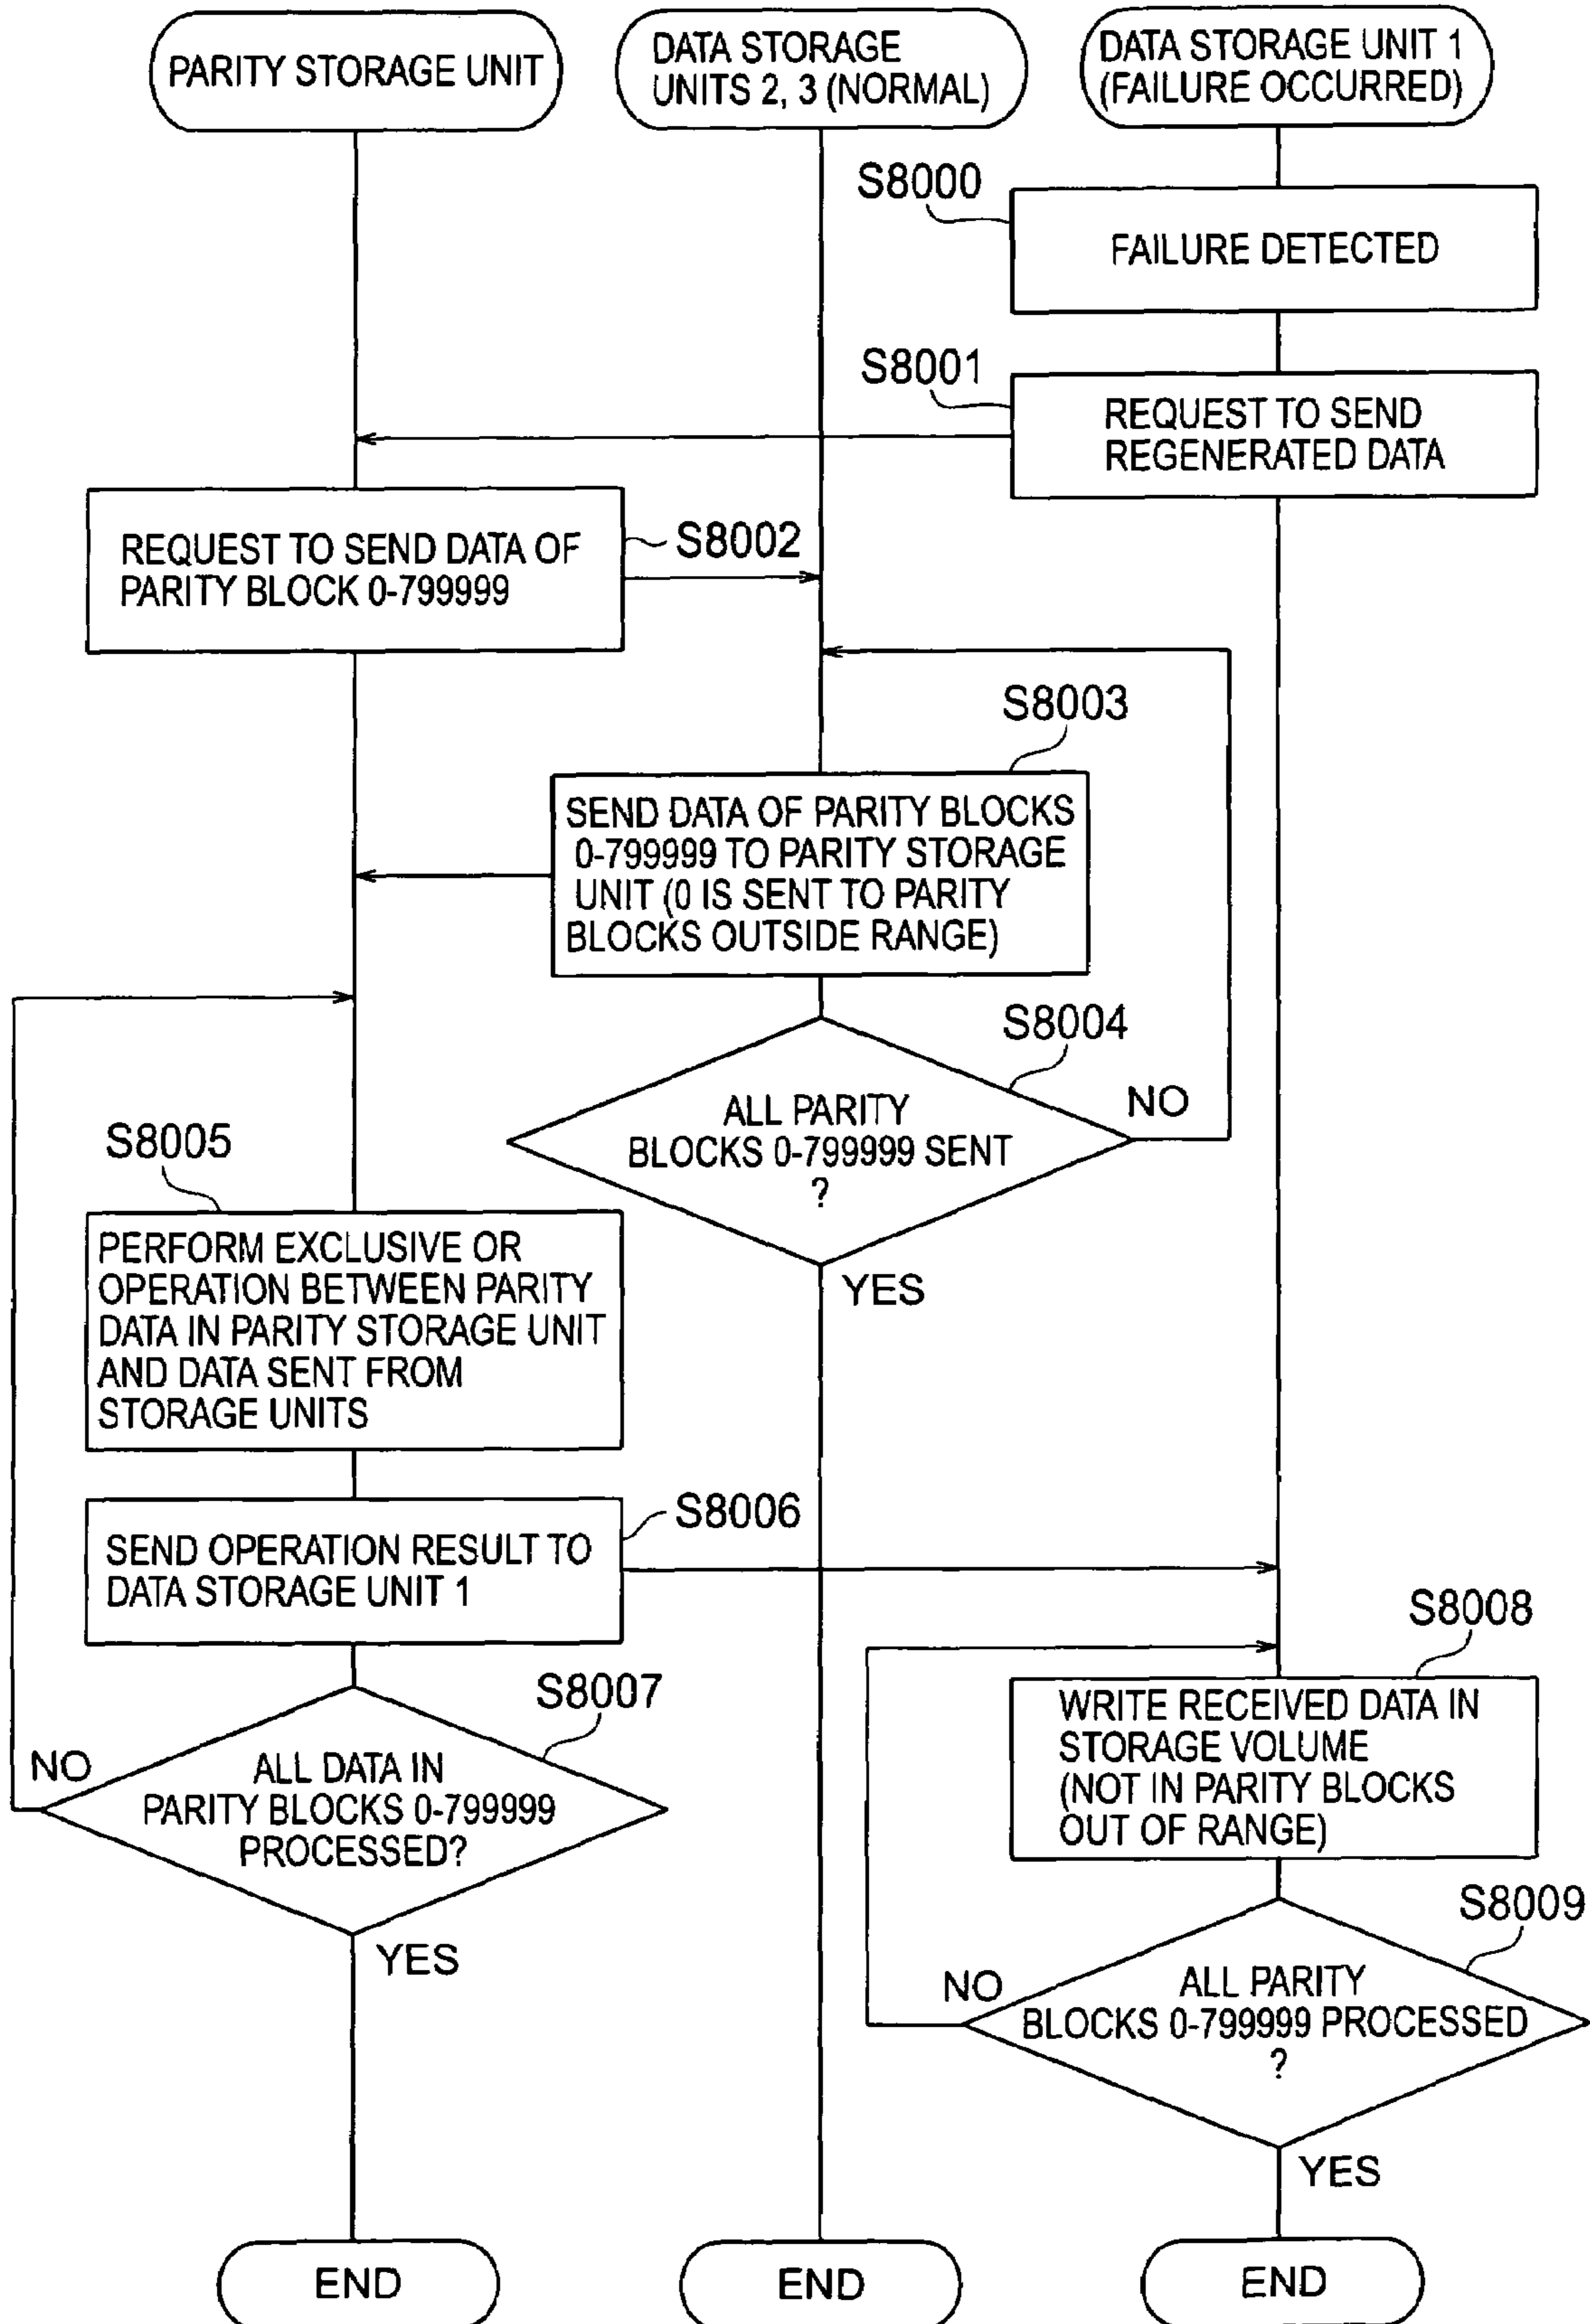 PARITY STORAGE UNIT
DATA STORAGE
UNITS 2, 3 (NORMAL)
DATA STORAGE UNIT 1
(FAILURE OCCURRED)
S8000
FAILURE DETECTED
S8001
REQUEST TO SEND
REGENERATED DATA
REQUEST TO SEND DATA OF
PARITY BLOCK 0-799999
S8002
S8003
SEND DATA OF PARITY BLOCKS
0-799999 TO PARITY STORAGE
UNIT (0 IS SENT TO PARITY
BLOCKS OUTSIDE RANGE)
S8004
ALL PARITY
BLOCKS 0-799999 SENT
?
NO
YES
S8005
PERFORM EXCLUSIVE OR
OPERATION BETWEEN PARITY
DATA IN PARITY STORAGE UNIT
AND DATA SENT FROM
STORAGE UNITS
S8006
SEND OPERATION RESULT TO
DATA STORAGE UNIT 1
S8007
NO
ALL DATA IN
PARITY BLOCKS 0-799999
PROCESSED?
YES
S8008
WRITE RECEIVED DATA IN
STORAGE VOLUME
(NOT IN PARITY BLOCKS
OUT OF RANGE)
S8009
NO
ALL PARITY
BLOCKS 0-799999 PROCESSED
?
YES
END
END
END